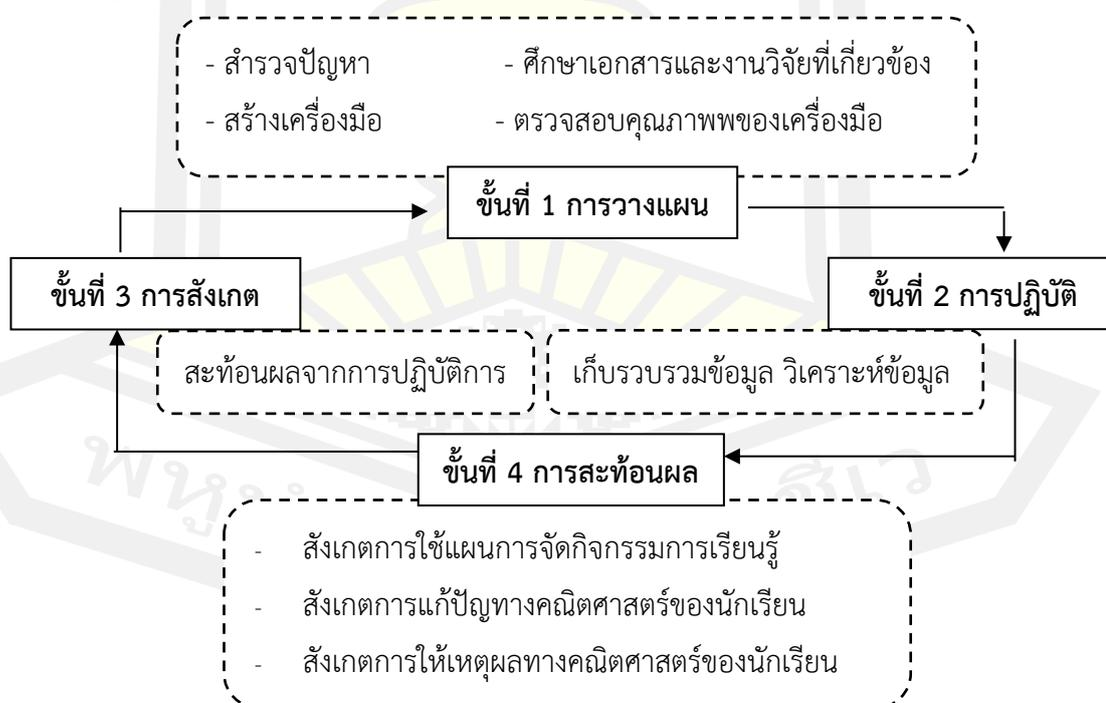 - สำรวจปัญหา - ศึกษาเอกสารและงานวิจัยที่เกี่ยวข้อง
- สร้างเครื่องมือ - ตรวจสอบคุณภาพพของเครื่องมือ
ขั้นที่ 1 การวางแผน
ขั้นที่ 3 การสังเกต ขั้นที่ 2 การปฏิบัติ
สะท้อนผลจากการปฏิบัติการ เก็บรวบรวมข้อมูล วิเคราะห์ข้อมูล
ขั้นที่ 4 การสะท้อนผล
- สังเกตการใช้แผนการจัดกิจกรรมการเรียนรู้
- สังเกตการแก้ปัญทางคณิตศาสตร์ของนักเรียน
- สังเกตการให้เหตุผลทางคณิตศาสตร์ของนักเรียน